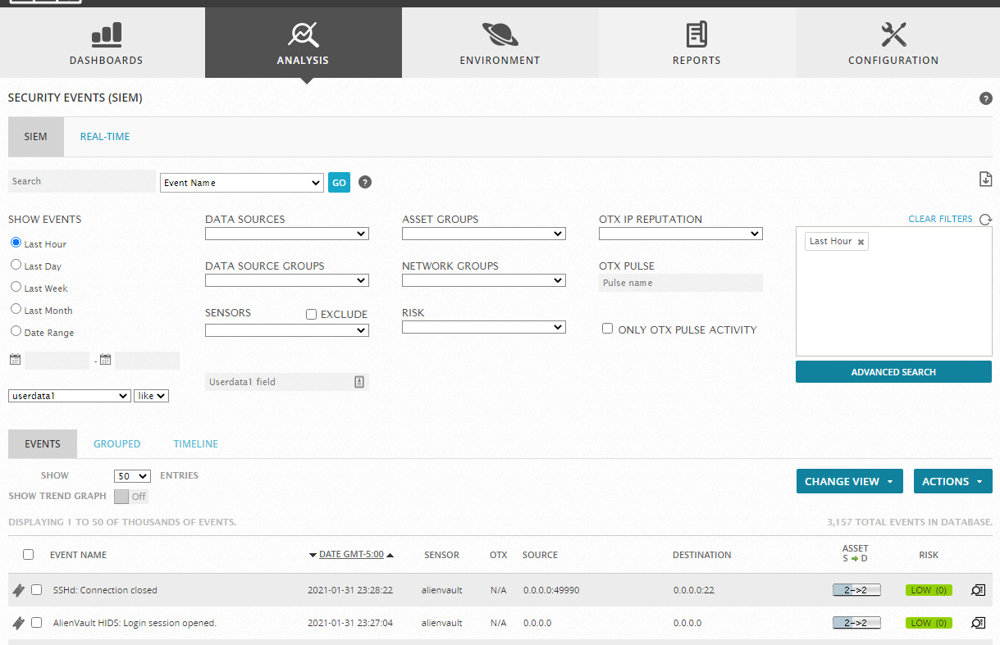 DASHBOARDS ANALYSIS ENVIRONMENT REPORTS CONFIGURATION
SECURITY EVENTS (SIEM) ?
SIEM REAL-TIME
Search Event Name GO ?
SHOW EVENTS DATA SOURCES ASSET GROUPS OTX IP REPUTATION CLEAR FILTERS
Last Hour Last Hour ×
Last Day DATA SOURCE GROUPS NETWORK GROUPS OTX PULSE
Last Week Pulse name
Last Month SENSORS EXCLUDE RISK
Date Range ONLY OTX PULSE ACTIVITY
-
ADVANCED SEARCH
Userdata1 field
userdata1 like
EVENTS GROUPED TIMELINE
SHOW 50 ENTRIES CHANGE VIEW ACTIONS
SHOW TREND GRAPH Off
DISPLAYING 1 TO 50 OF THOUSANDS OF EVENTS. 3,157 TOTAL EVENTS IN DATABASE.
EVENT NAME DATE GMT-5:00 SENSOR OTX SOURCE DESTINATION ASSET S ➔ D RISK
SSHd: Connection closed 2021-01-31 23:28:22 alienvault N/A 0.0.0.0:49990 0.0.0.0:22 2->2 LOW (0)
AlienVault HIDS: Login session opened. 2021-01-31 23:27:04 alienvault N/A 0.0.0.0 0.0.0.0 2->2 LOW (0)